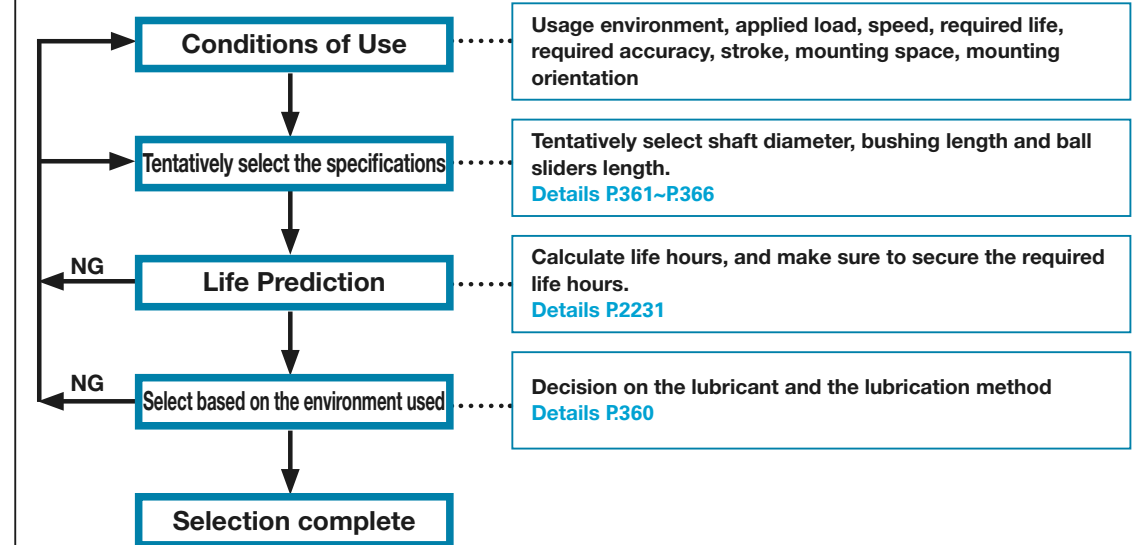 Conditions of Use
Usage environment, applied load, speed, required life,
required accuracy, stroke, mounting space, mounting
orientation
Tentatively select the specifications
Tentatively select shaft diameter, bushing length and ball
sliders length.
Details P.361~P.366
NG
Life Prediction
Calculate life hours, and make sure to secure the required
life hours.
Details P.2231
NG
Select based on the environment used
Decision on the lubricant and the lubrication method
Details P.360
Selection complete